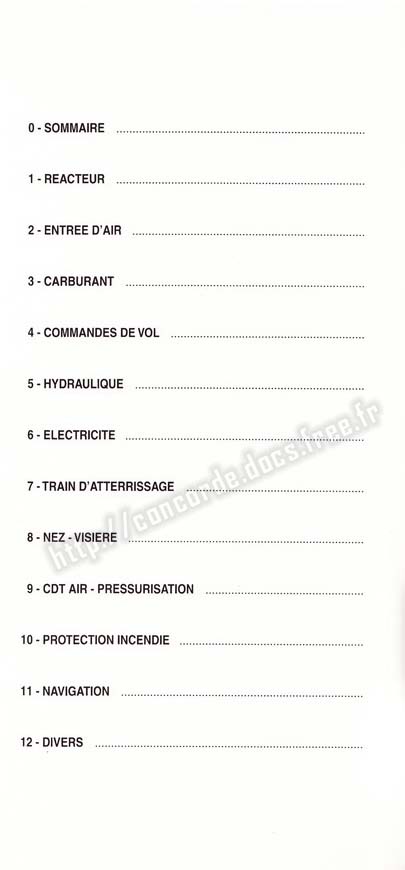 0 - SOMMAIRE ................................................
1 - REACTEUR ................................................
2 - ENTREE D'AIR ................................................
3 - CARBURANT ................................................
4 - COMMANDES DE VOL ................................................
5 - HYDRAULIQUE ................................................
6 - ELECTRICITE ................................................
7 - TRAIN D'ATTERRISSAGE ................................................
8 - NEZ - VISIERE ................................................
9 - CDT AIR - PRESSURISATION ................................................
10 - PROTECTION INCENDIE ................................................
11 - NAVIGATION ................................................
12 - DIVERS ................................................
http://concorde.docs.free.fr